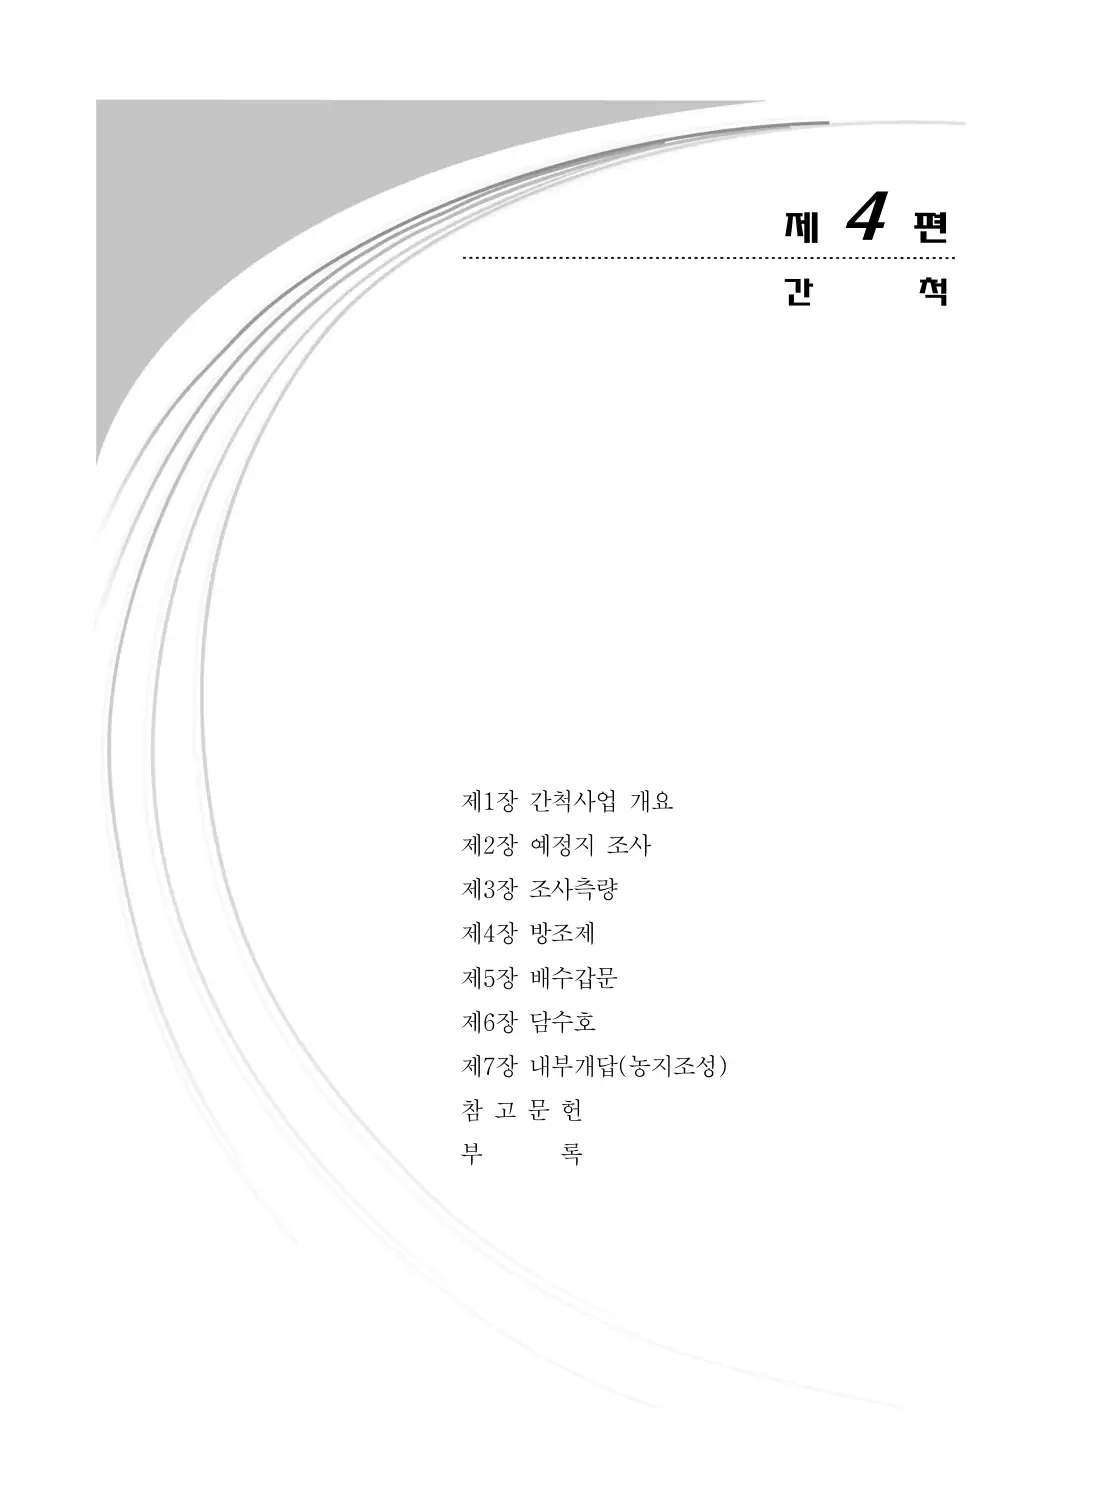 제 4 편
간 척
제1장 간척사업 개요
제2장 예정지 조사
제3장 조사측량
제4장 방조제
제5장 배수갑문
제6장 담수호
제7장 내부개답(농지조성)
참 고 문 헌
부 록